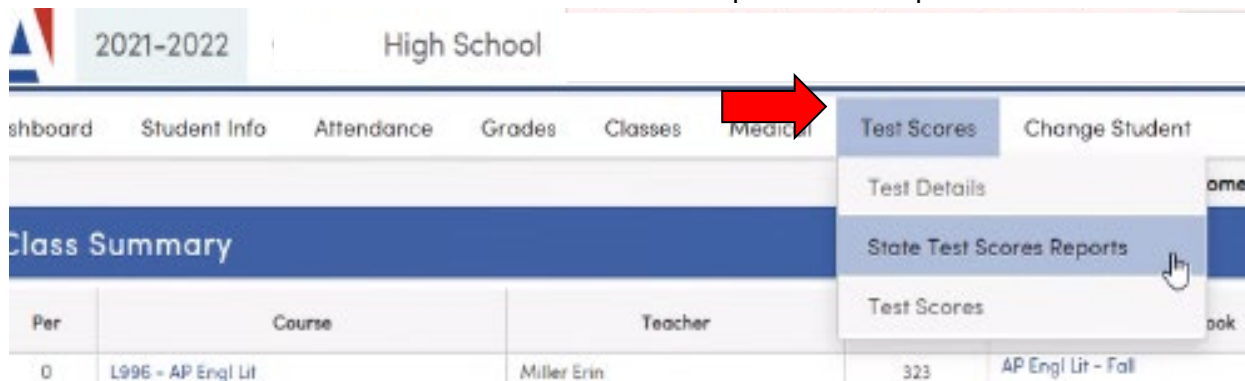 2021-2022 High School
shboard Student Info Attendance Grades Classes Medical Test Scores Change Student
Test Details
ome
Class Summary
State Test Scores Reports
Test Scores
Per Course Teacher ook
0 L996 - AP Engl Lit Miller Erin 323 AP Engl Lit - Fall